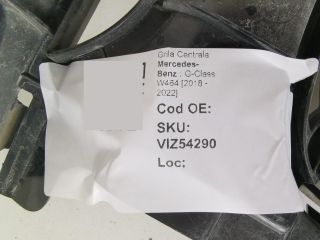 Grila Centrala
Mercedes-
Benz : G-Class
W464 [2018 -
2022]
Cod OE:
SKU:
VIZ54290
Loc: